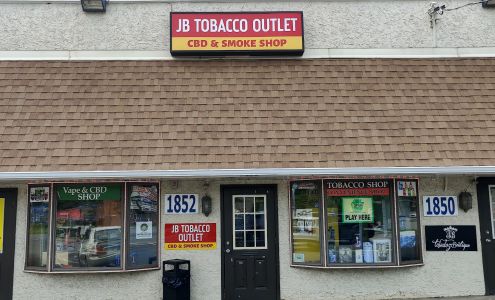 JB TOBACCO OUTLET
CBD & SMOKE SHOP
Vape & CBD
SHOP
1852
JB TOBACCO
OUTLET
CBD & SMOKE SHOP
TOBACCO SHOP
PLAY HERE
1850